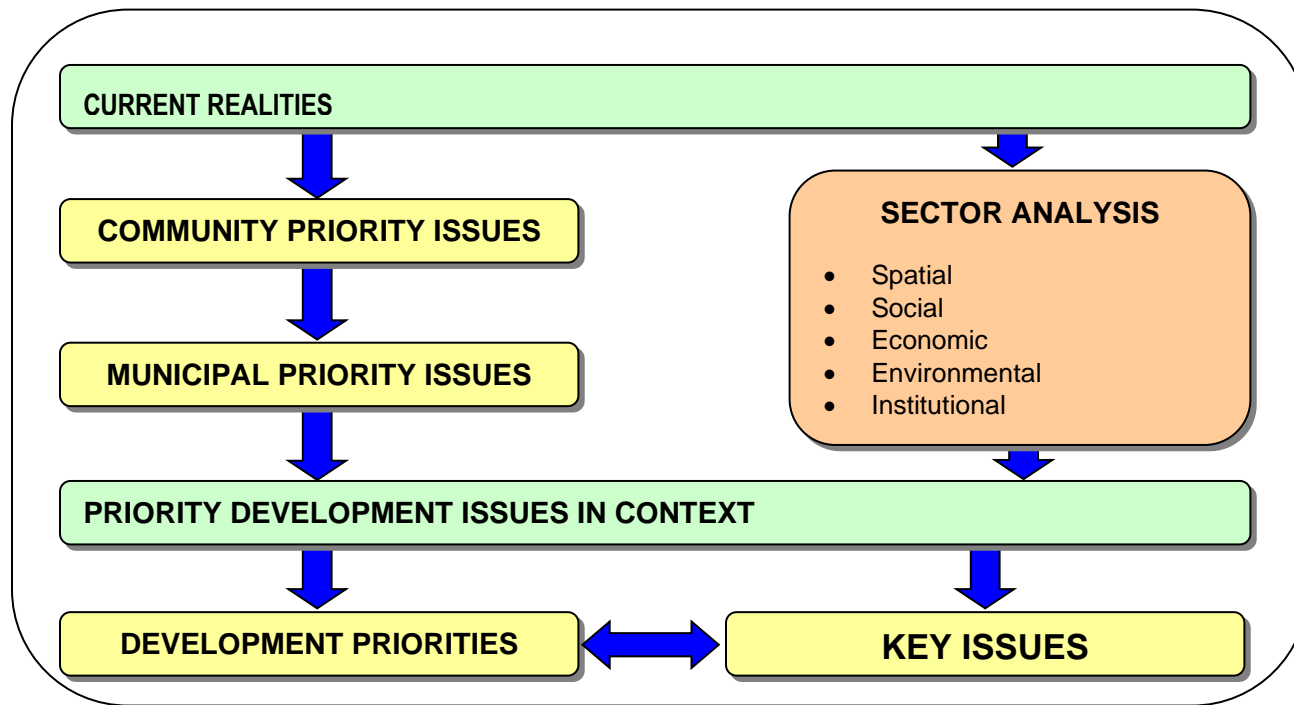 CURRENT REALITIES
COMMUNITY PRIORITY ISSUES
MUNICIPAL PRIORITY ISSUES
SECTOR ANALYSIS
• Spatial
• Social
• Economic
• Environmental
• Institutional
PRIORITY DEVELOPMENT ISSUES IN CONTEXT
DEVELOPMENT PRIORITIES
KEY ISSUES